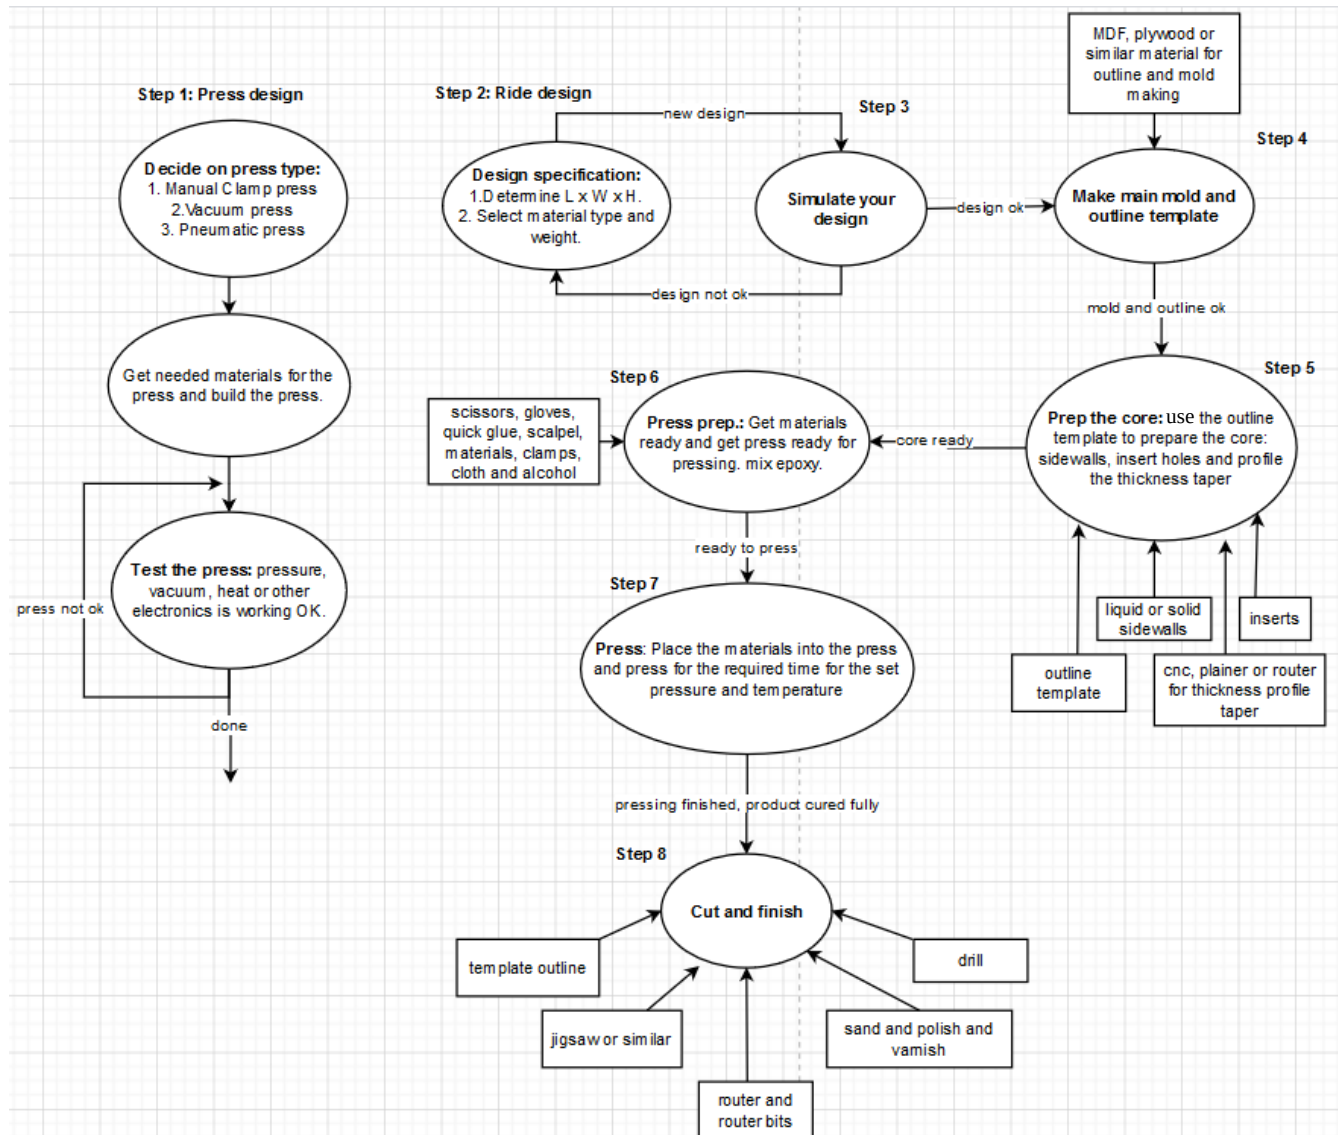 Step 1: Press design
Decide on press type:
1. Manual Clamp press
2.Vacuum press
3. Pneumatic press
Get needed materials for the
press and build the press.
Test the press: pressure,
vacuum, heat or other
electronics is working OK.
press not ok
done
Step 2: Ride design
Design specification:
1.Determine L x W x H.
2. Select material type and
weight.
new design
design not ok
Step 3
Simulate your
design
design ok
MDF, plywood or
similar material for
outline and mold
making
Step 4
Make main mold and
outline template
mold and outline ok
Step 5
Prep the core: use the outline
template to prepare the core:
sidewalls, insert holes and profile
the thickness taper
outline
template
liquid or solid
sidewalls
cnc, plainer or router
for thickness profile
taper
inserts
core ready
Step 6
Press prep.: Get materials
ready and get press ready for
pressing. mix epoxy.
scissors, gloves,
quick glue, scalpel,
materials, clamps,
cloth and alcohol
ready to press
Step 7
Press: Place the materials into the press
and press for the required time for the set
pressure and temperature
pressing finished, product cured fully
Step 8
Cut and finish
template outline
jigsaw or similar
router and
router bits
sand and polish and
varnish
drill